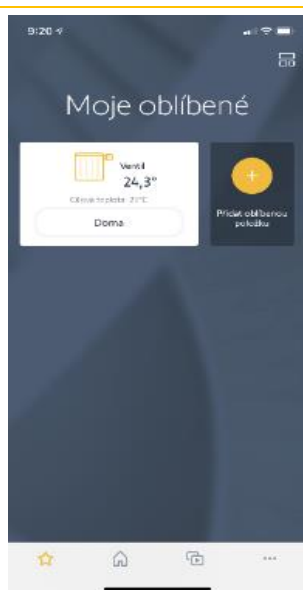 9:20
Moje oblíbené
Ventil
24,3°
Cílová teplota: 21°C
Doma
Přidat oblíbenou
položku